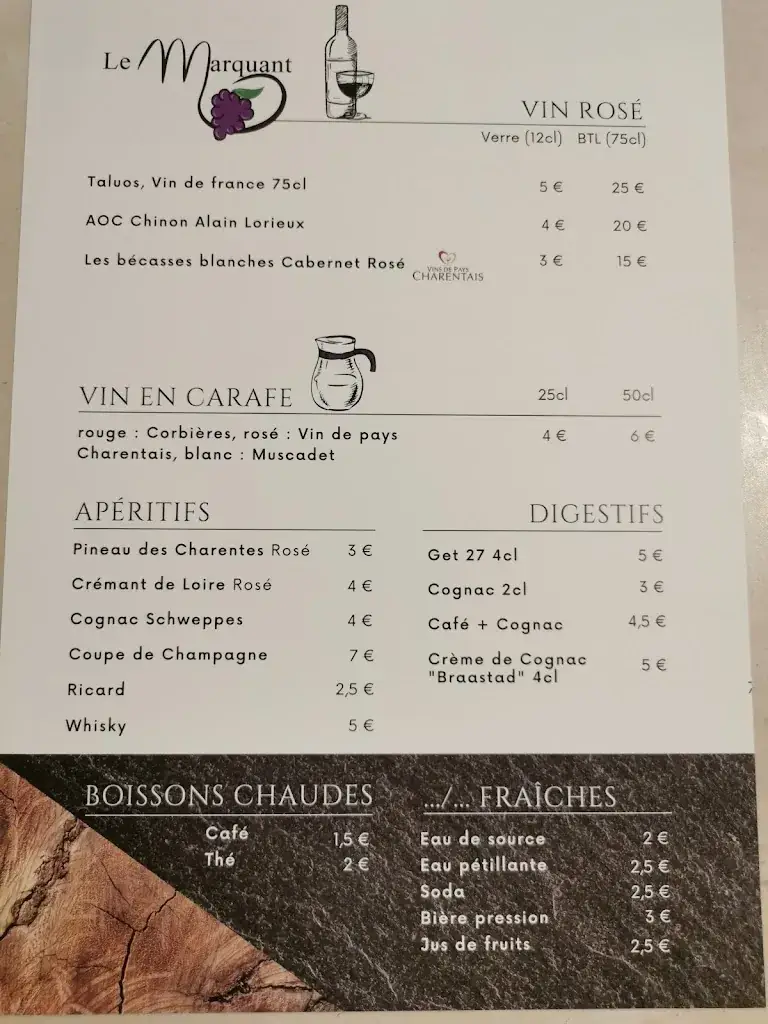 Le Marquant
VIN ROSÉ
Verre (12cl) BTL (75cl)
Taluos, Vin de france 75cl 5 € 25 €
AOC Chinon Alain Lorieux 4 € 20 €
Les bécasses blanches Cabernet Rosé VINS DE PAYS CHARENTAIS 3 € 15 €
VIN EN CARAFE 25cl 50cl
rouge : Corbières, rosé : Vin de pays 4 € 6 €
Charentais, blanc : Muscadet
APÉRITIFS
Pineau des Charentes Rosé 3 €
Crémant de Loire Rosé 4 €
Cognac Schweppes 4 €
Coupe de Champagne 7 €
Ricard 2,5 €
Whisky 5 €
DIGESTIFS
Get 27 4cl 5 €
Cognac 2cl 3 €
Café + Cognac 4,5 €
Crème de Cognac 5 €
"Braastad" 4cl
BOISSONS CHAUDES
Café 1,5 €
Thé 2 €
.../... FRAÎCHES
Eau de source 2 €
Eau pétillante 2,5 €
Soda 2,5 €
Bière pression 3 €
Jus de fruits 2,5 €